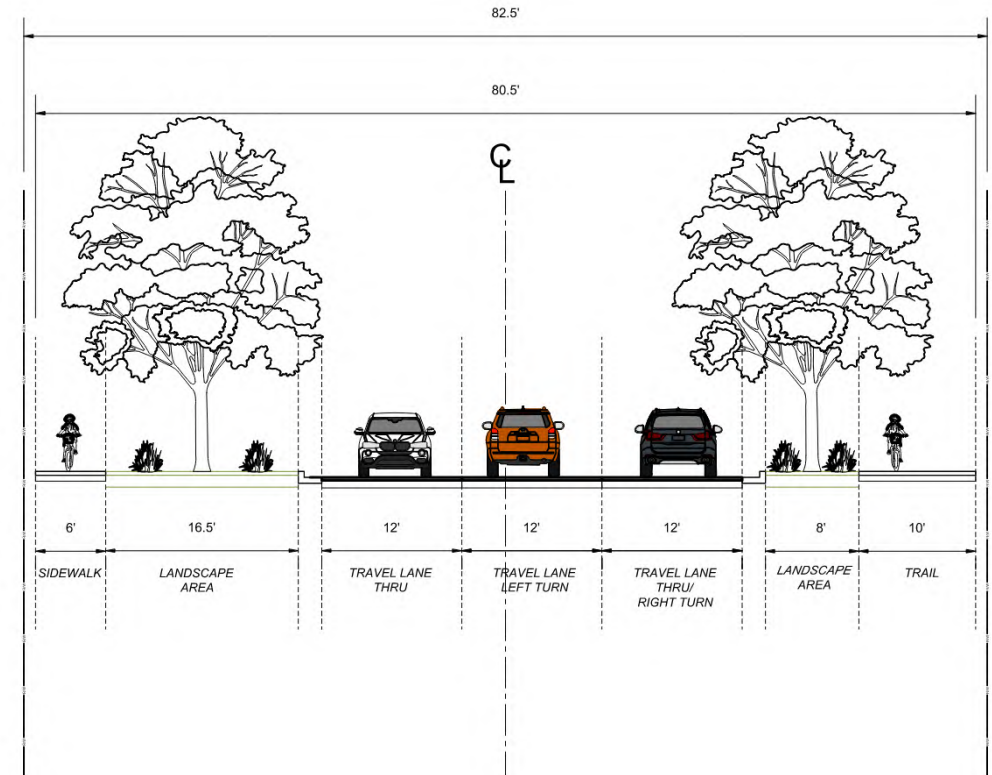 82.5'
80.5'
CL
6'
16.5'
12'
12'
12'
8'
10'
SIDEWALK
LANDSCAPE
AREA
TRAVEL LANE
THRU
TRAVEL LANE
LEFT TURN
TRAVEL LANE
THRU/
RIGHT TURN
LANDSCAPE
AREA
TRAIL